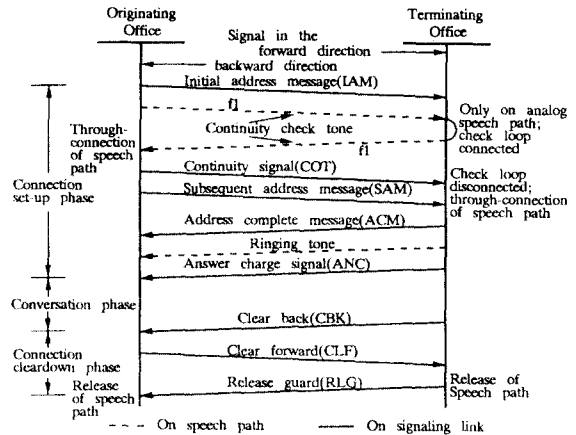 Originating
Office
Terminating
Office
Signal in the
forward direction
backward direction
Initial address message(IAM)
f1
Continuity check tone
f1
Only on analog
speech path;
check loop
connected
Through-
connection
of speech
path
Continuity signal(COT)
Check loop
disconnected;
through-connection
of speech path
Subsequent address message(SAM)
Connection
set-up phase
Address complete message(ACM)
Ringing tone
Answer charge signal(ANC)
Conversation phase
Clear back(CBK)
Connection
cleardown phase
Clear forward(CLF)
Release
of speech
path
Release guard(RLG)
Release of
Speech path
On speech path
On signaling link